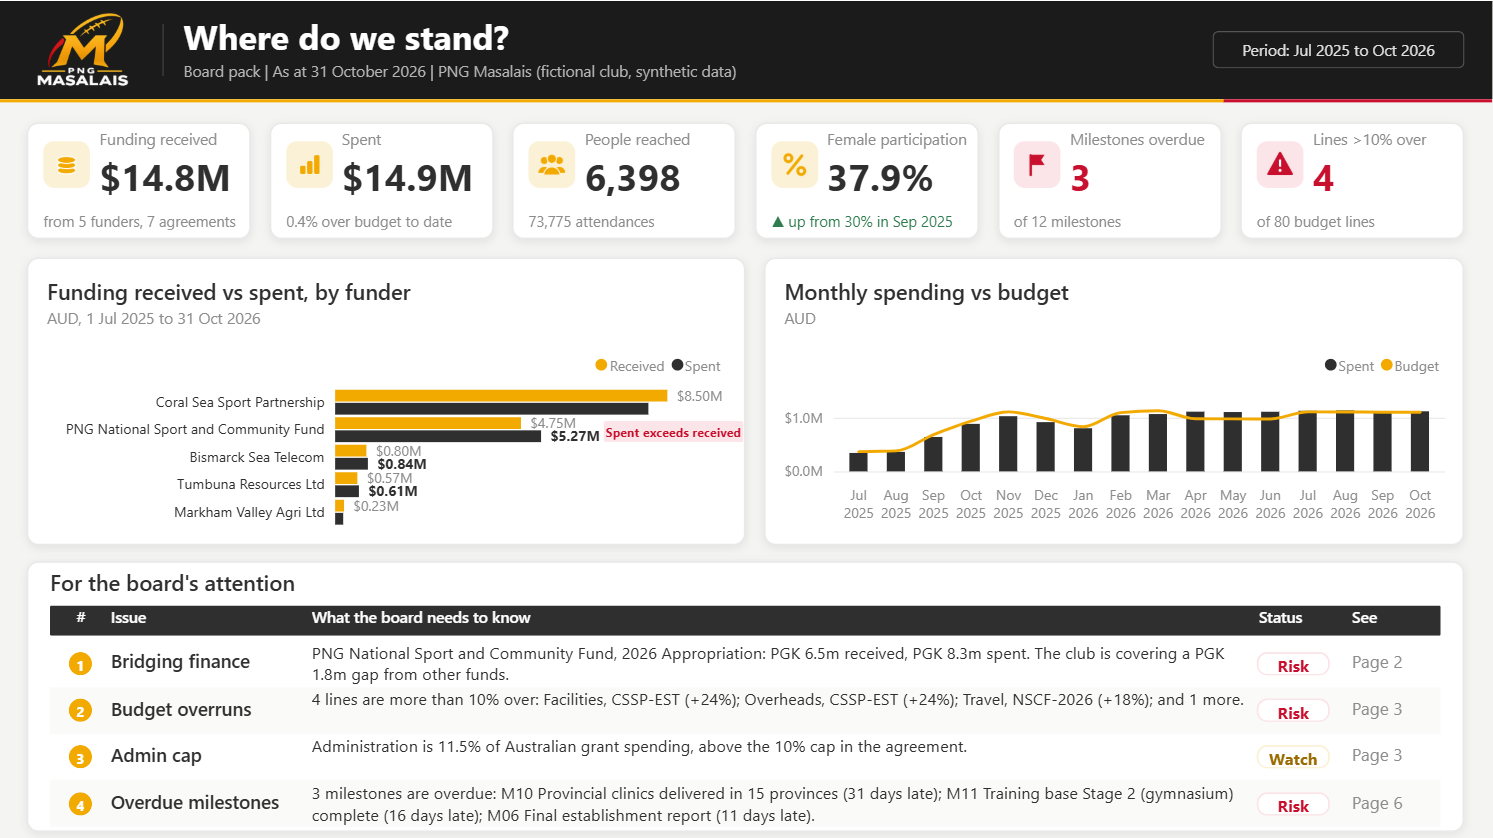 PNG
MASALAIS
Where do we stand?
Board pack | As at 31 October 2026 | PNG Masalais (fictional club, synthetic data)
Period: Jul 2025 to Oct 2026
Funding received
$14.8M
from 5 funders, 7 agreements
Spent
$14.9M
0.4% over budget to date
People reached
6,398
73,775 attendances
Female participation
37.9%
▲ up from 30% in Sep 2025
Milestones overdue
3
of 12 milestones
Lines >10% over
4
of 80 budget lines
Funding received vs spent, by funder
AUD, 1 Jul 2025 to 31 Oct 2026
Received Spent
Coral Sea Sport Partnership $8.50M
PNG National Sport and Community Fund $4.75M
$5.27M Spent exceeds received
Bismarck Sea Telecom $0.80M
$0.84M
Tumbuna Resources Ltd $0.57M
$0.61M
Markham Valley Agri Ltd $0.23M
Monthly spending vs budget
AUD
Spent Budget
$1.0M
$0.0M
Jul Aug Sep Oct Nov Dec Jan Feb Mar Apr May Jun Jul Aug Sep Oct
2025 2025 2025 2025 2025 2025 2026 2026 2026 2026 2026 2026 2026 2026 2026 2026
For the board's attention
# Issue What the board needs to know Status See
1 Bridging finance PNG National Sport and Community Fund, 2026 Appropriation: PGK 6.5m received, PGK 8.3m spent. The club is covering a PGK
1.8m gap from other funds. Risk Page 2
2 Budget overruns 4 lines are more than 10% over: Facilities, CSSP-EST (+24%); Overheads, CSSP-EST (+24%); Travel, NSCF-2026 (+18%); and 1 more. Risk Page 3
3 Admin cap Administration is 11.5% of Australian grant spending, above the 10% cap in the agreement. Watch Page 3
4 Overdue milestones 3 milestones are overdue: M10 Provincial clinics delivered in 15 provinces (31 days late); M11 Training base Stage 2 (gymnasium)
complete (16 days late); M06 Final establishment report (11 days late). Risk Page 6